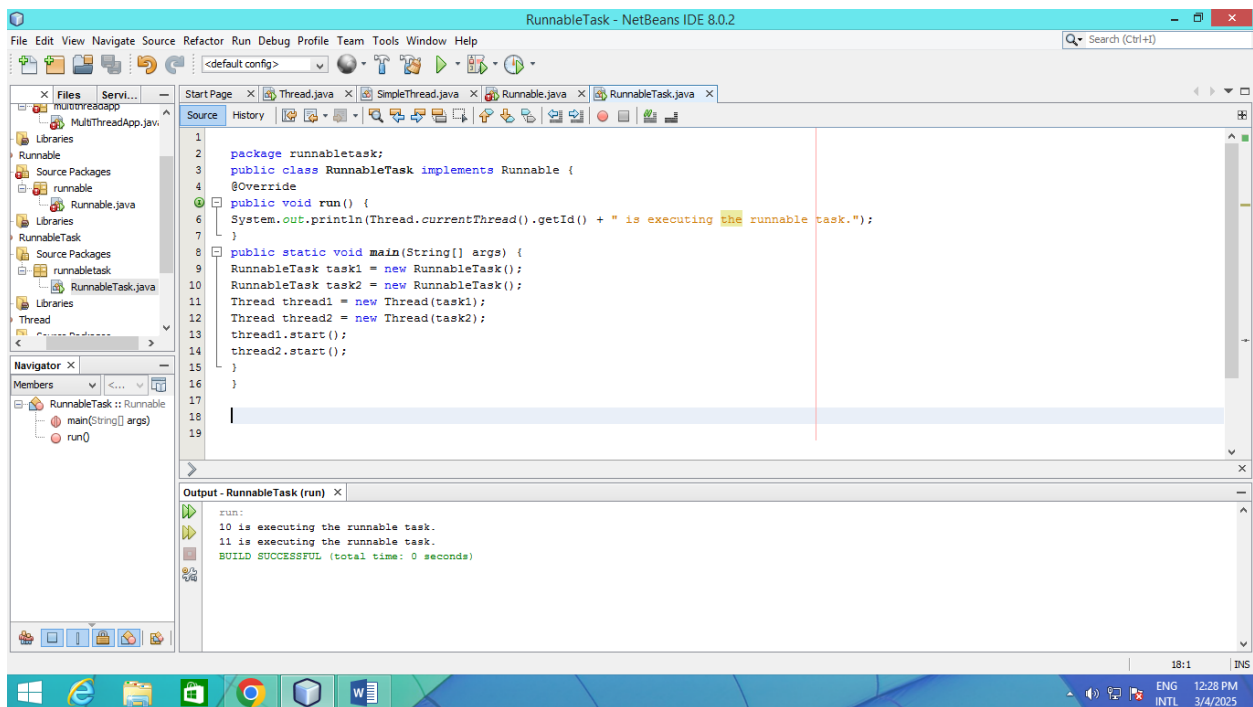 RunnableTask - NetBeans IDE 8.0.2
File Edit View Navigate Source Refactor Run Debug Profile Team Tools Window Help
Search (Ctrl+I)
<default config>
Files Servi...
Start Page Thread.java SimpleThread.java Runnable.java RunnableTask.java
Source History
multithreadapp
MultiThreadApp.jav
Libraries
Runnable
Source Packages
runnable
Runnable.java
Libraries
RunnableTask
Source Packages
runnabletask
RunnableTask.java
Libraries
Thread
1
2 package runnabletask;
3 public class RunnableTask implements Runnable {
4 @Override
public void run() {
6 System.out.println(Thread.currentThread().getId() + " is executing the runnable task.");
7 }
8 public static void main(String[] args) {
9 RunnableTask task1 = new RunnableTask();
10 RunnableTask task2 = new RunnableTask();
11 Thread thread1 = new Thread(task1);
12 Thread thread2 = new Thread(task2);
13 thread1.start();
14 thread2.start();
15 }
16 }
17
18
19
Navigator
Members <...
RunnableTask :: Runnable
main(String[] args)
run()
Output - RunnableTask (run)
run:
10 is executing the runnable task.
11 is executing the runnable task.
BUILD SUCCESSFUL (total time: 0 seconds)
18:1 INS
ENG 12:28 PM
INTL 3/4/2025